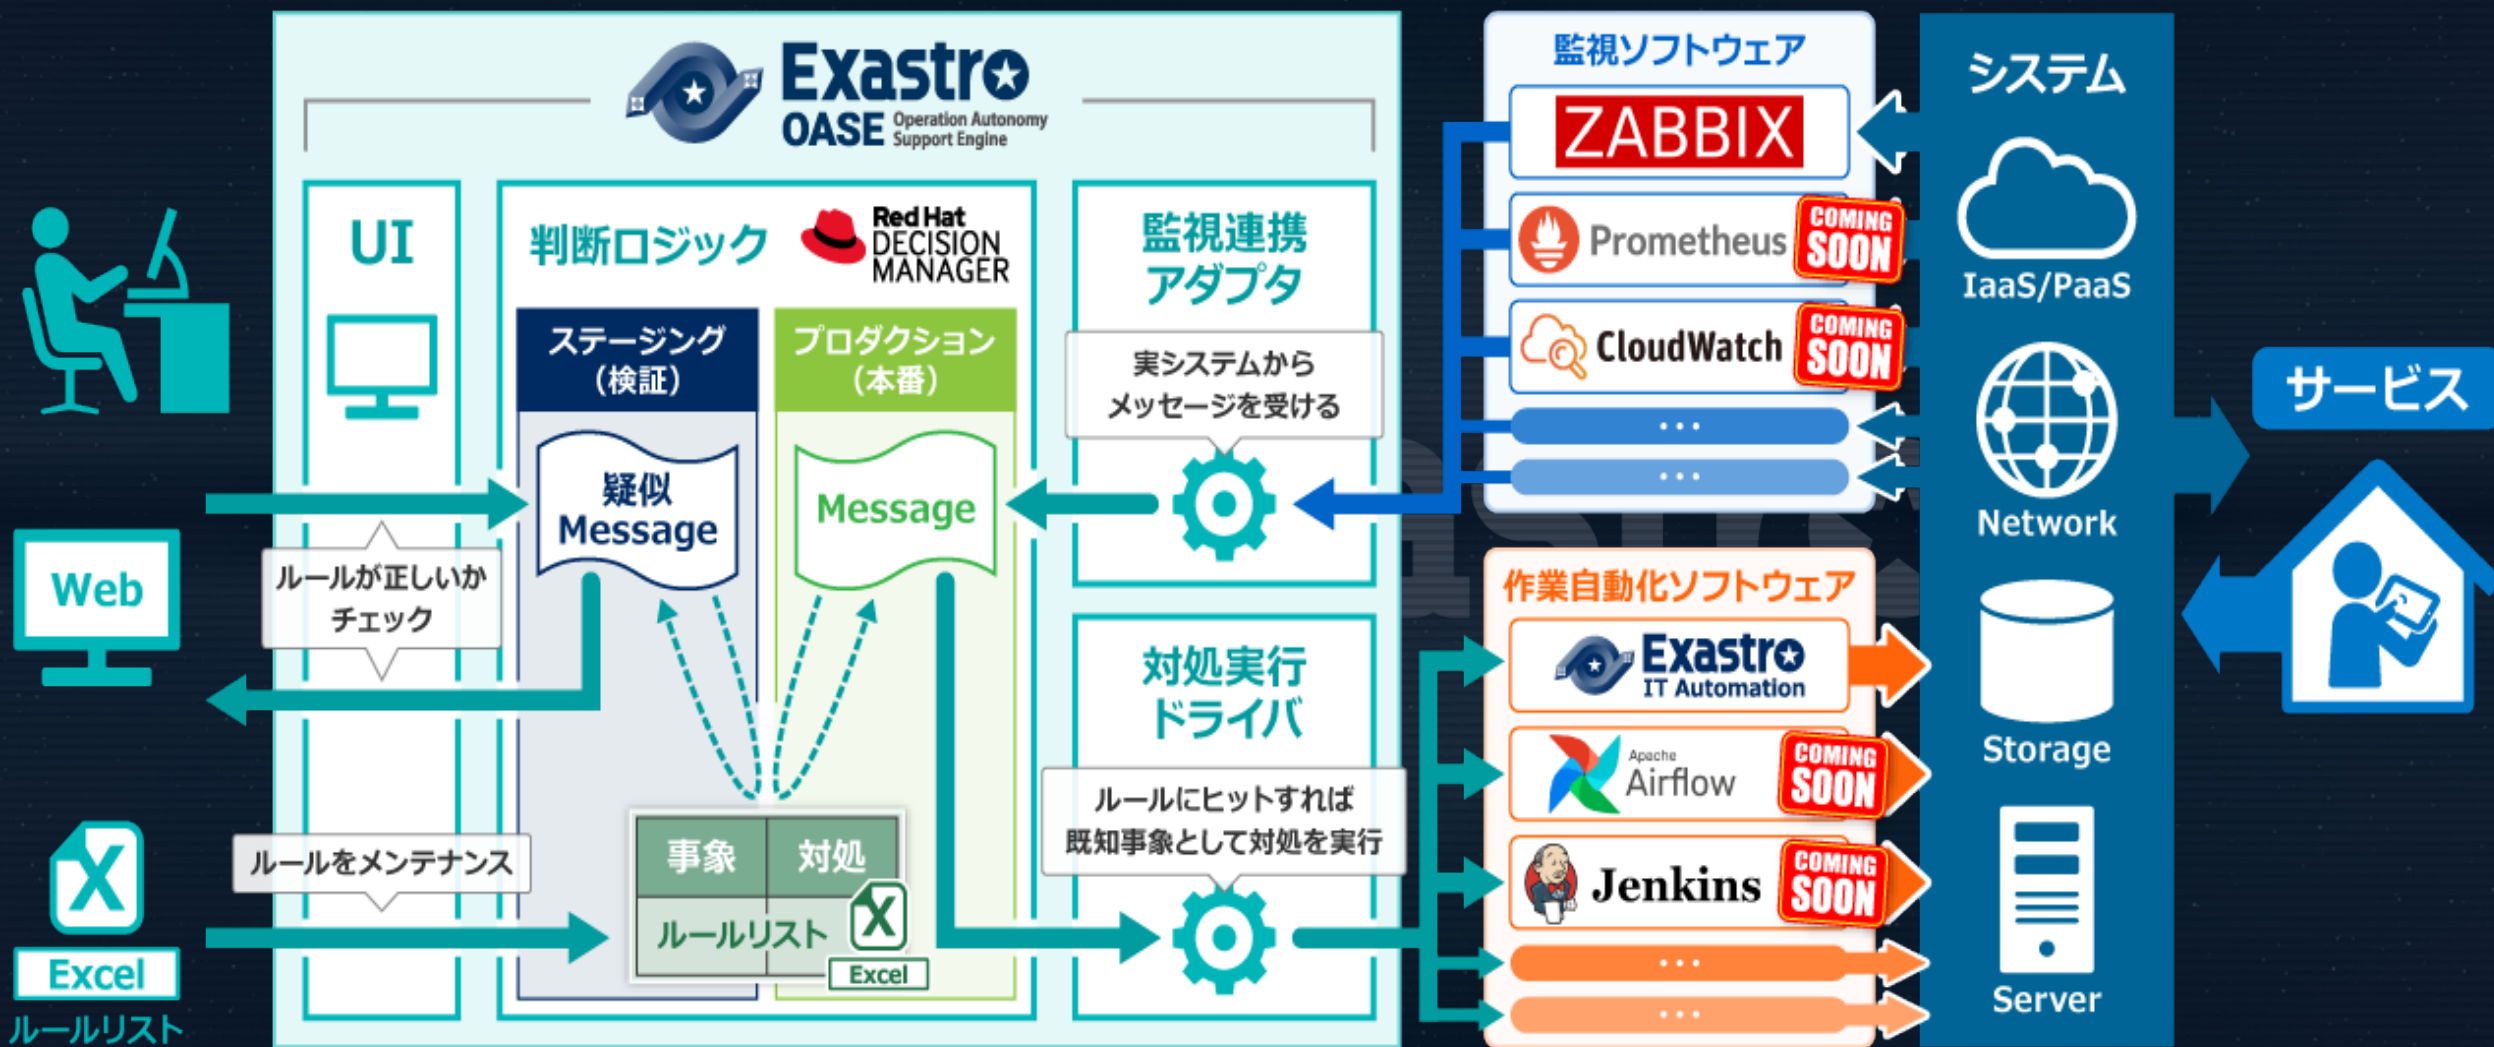 Exastro
OASE Operation Autonomy
Support Engine
UI
判断ロジック
Red Hat
DECISION
MANAGER
ステージング
（検証）
プロダクション
（本番）
疑似
Message
Message
監視連携
アダプタ
実システムから
メッセージを受ける
対処実行
ドライバ
ルールにヒットすれば
既知事象として対処を実行
Web
ルールが正しいか
チェック
ルールをメンテナンス
X
Excel
ルールリスト
事象 対処
ルールリスト
X
Excel
監視ソフトウェア
ZABBIX
Prometheus
COMING
SOON
CloudWatch
COMING
SOON
...
...
作業自動化ソフトウェア
Exastro
IT Automation
Apache
Airflow
COMING
SOON
Jenkins
COMING
SOON
...
...
システム
IaaS/PaaS
Network
Storage
Server
サービス